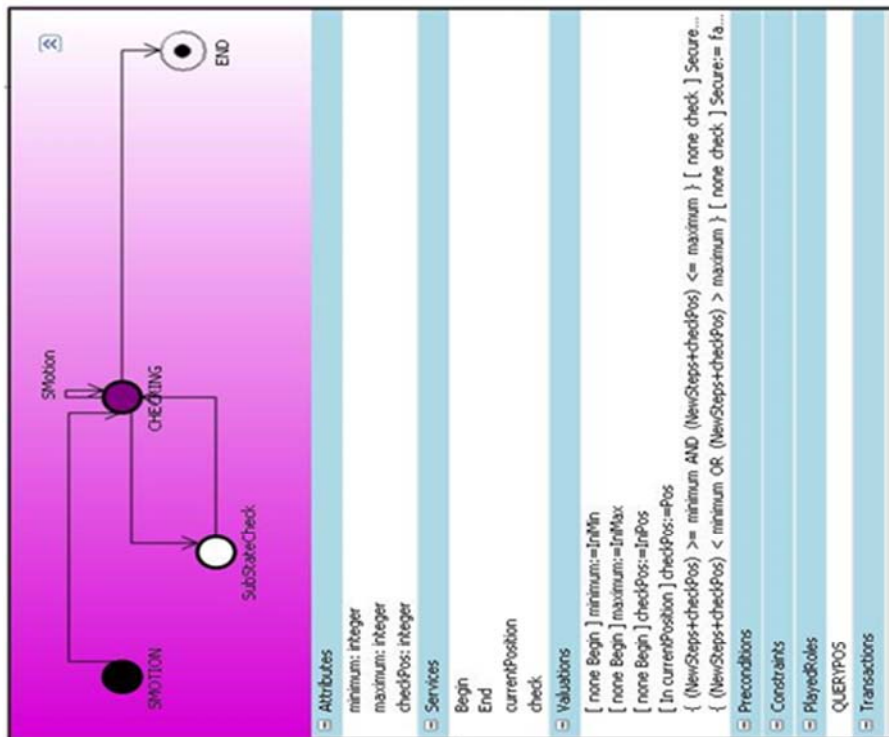 SMotion
END
CHECKING
SubStateCheck
SMOTION
Attributes
minimum: integer
maximum: integer
checkPos: integer
Services
Begin
End
currentPosition
check
Valuations
[ none Begin ] minimum:=IniMin
[ none Begin ] maximum:=IniMax
[ none Begin ] checkPos:=IniPos
[ In currentPosition ] checkPos:=Pos
{ (NewSteps+checkPos) >= minimum AND (NewSteps+checkPos) <= maximum } [ none check ] Secure...
{ (NewSteps+checkPos) < minimum OR (NewSteps+checkPos) > maximum } [ none check ] Secure:= fa...
Preconditions
Constraints
PlayedRoles
QUERYPOS
Transactions